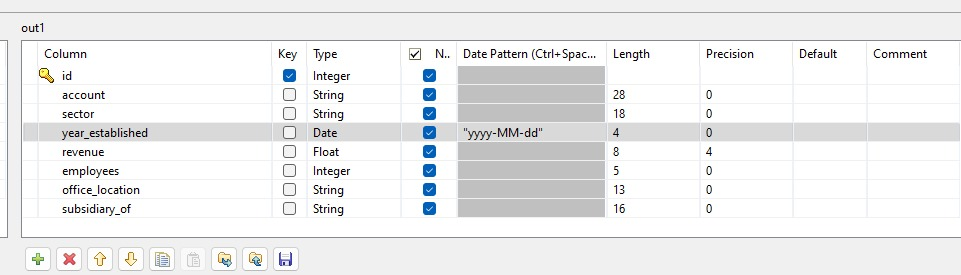 out1
Column Key Type N.. Date Pattern (Ctrl+Spac... Length Precision Default Comment
id Integer
account String 28 0
sector String 18 0
year_established Date "yyyy-MM-dd" 4 0
revenue Float 8 4
employees Integer 5 0
office_location String 13 0
subsidiary_of String 16 0